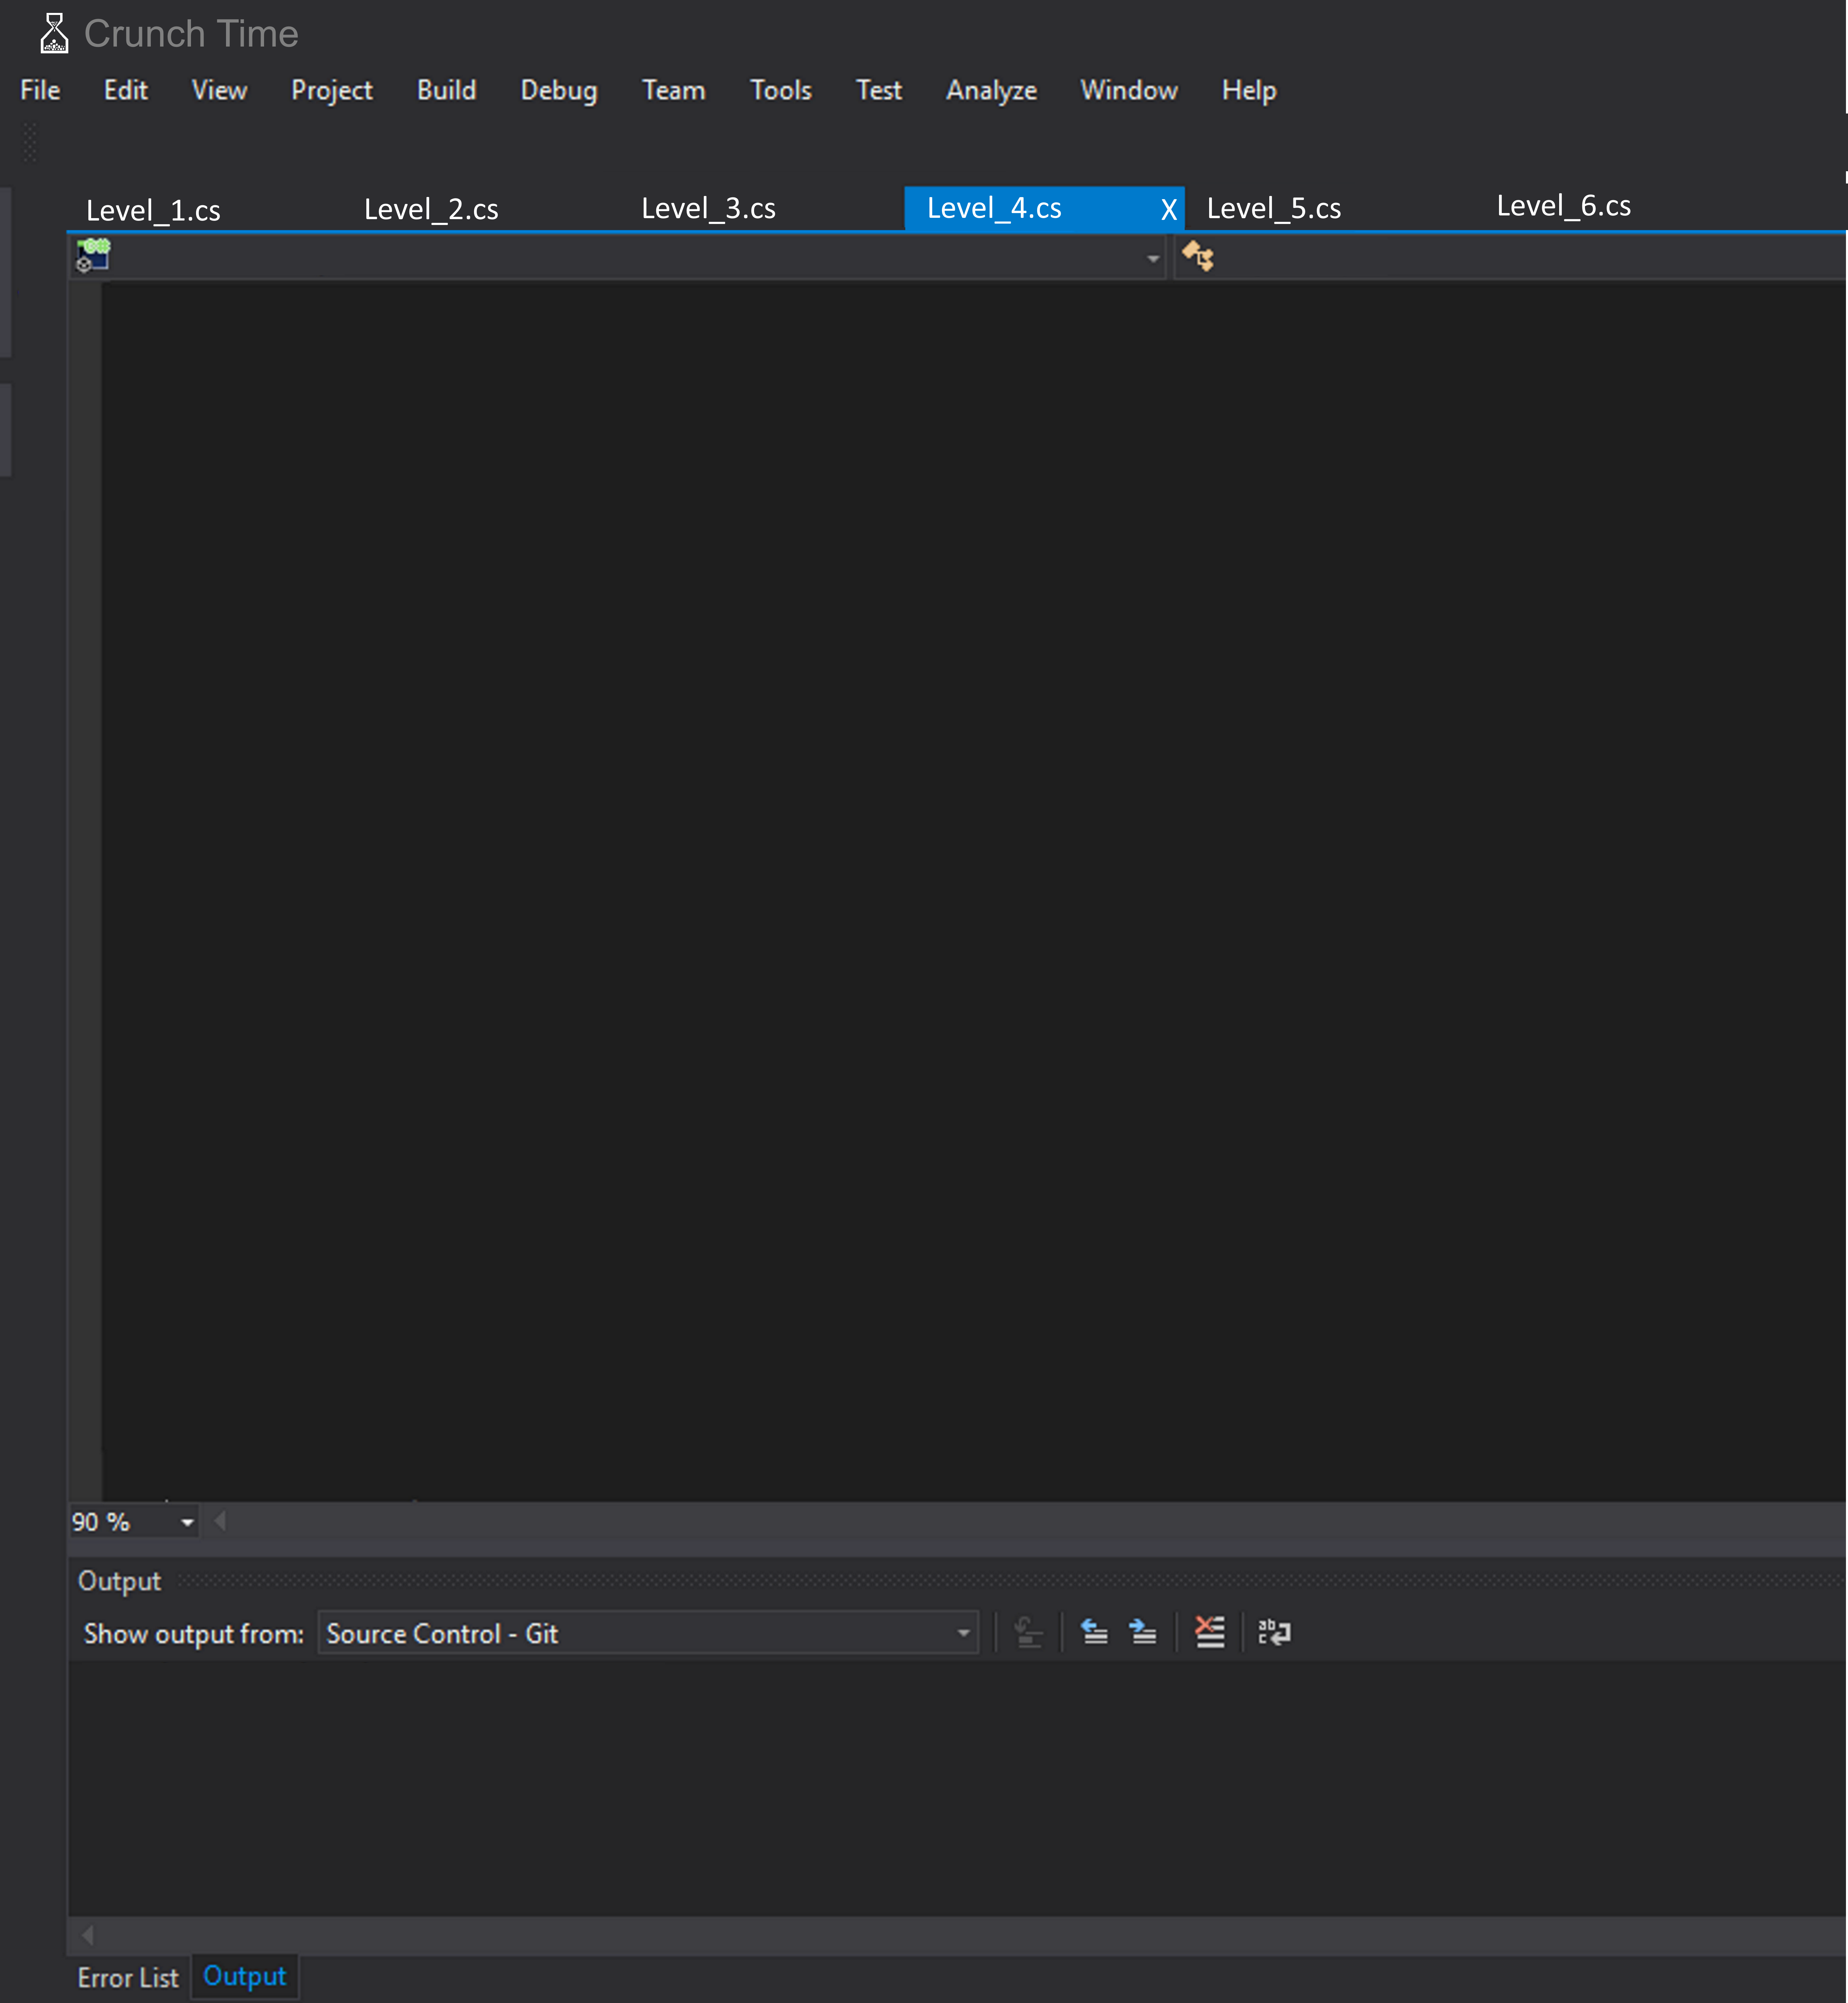 Crunch Time
File Edit View Project Build Debug Team Tools Test Analyze Window Help
Level_1.cs Level_2.cs Level_3.cs Level_4.cs X Level_5.cs Level_6.cs
90 %
Output
Show output from: Source Control - Git
Error List Output